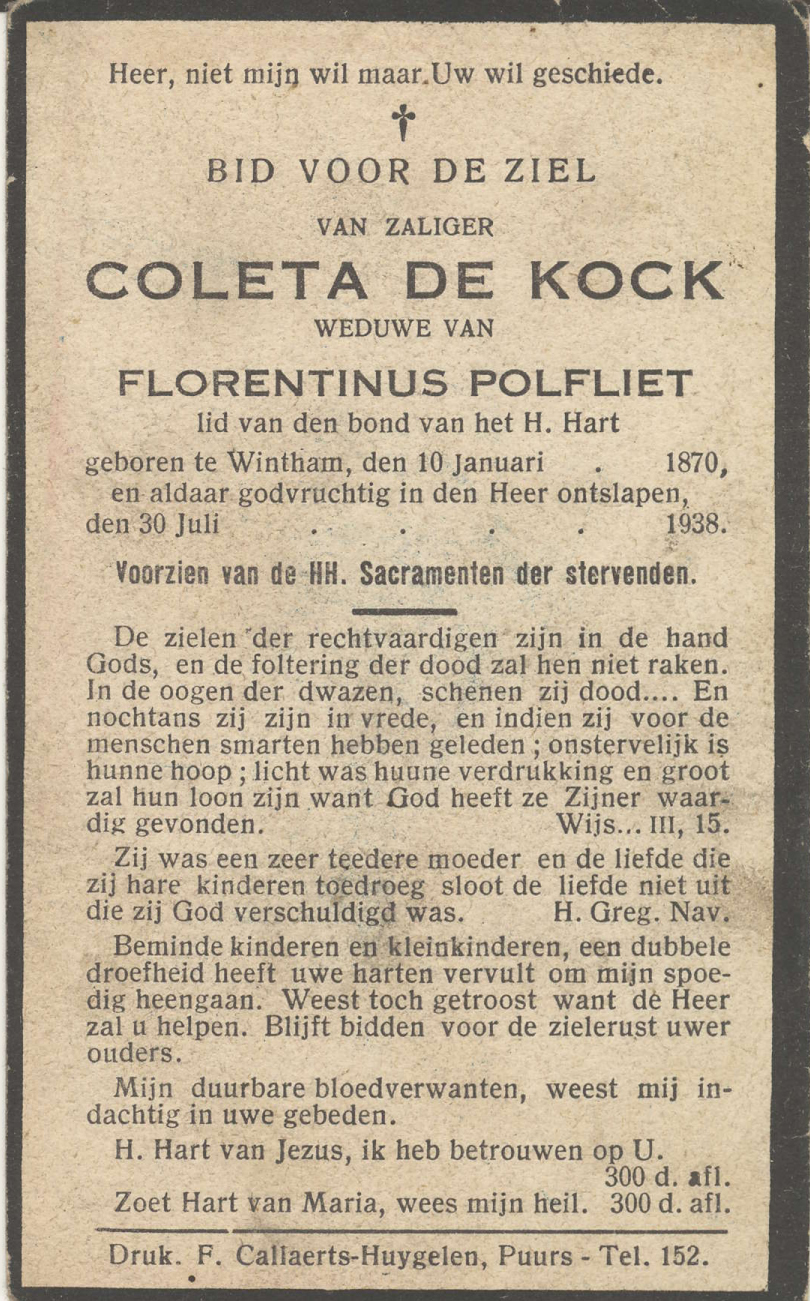 Heer, niet mijn wil maar Uw wil geschiede.
†
BID VOOR DE ZIEL
VAN ZALIGER
COLETA DE KOCK
WEDUWE VAN
FLORENTINUS POLFLIET
lid van den bond van het H. Hart
geboren te Wintham, den 10 Januari . 1870,
en aldaar godvruchtig in den Heer ontslapen,
den 30 Juli . . . . 1938.
Voorzien van de HH. Sacramenten der stervenden.
De zielen der rechtvaardigen zijn in de hand
Gods, en de foltering der dood zal hen niet raken.
In de oogen der dwazen, schenen zij dood.... En
nochtans zij zijn in vrede, en indien zij voor de
menschen smarten hebben geleden ; onstervelijk is
hunne hoop ; licht was huune verdrukking en groot
zal hun loon zijn want God heeft ze Zijner waar-
dig gevonden. Wijs... III, 15.
Zij was een zeer teedere moeder en de liefde die
zij hare kinderen toedroeg sloot de liefde niet uit
die zij God verschuldigd was. H. Greg. Nav.
Beminde kinderen en kleinkinderen, een dubbele
droefheid heeft uwe harten vervult om mijn spoe-
dig heengaan. Weest toch getroost want de Heer
zal u helpen. Blijft bidden voor de zielerust uwer
ouders.
Mijn duurbare bloedverwanten, weest mij in-
dachtig in uwe gebeden.
H. Hart van Jezus, ik heb betrouwen op U.
300 d. afl.
Zoet Hart van Maria, wees mijn heil. 300 d. afl.
Druk. F. Callaerts-Huygelen, Puurs - Tel. 152.